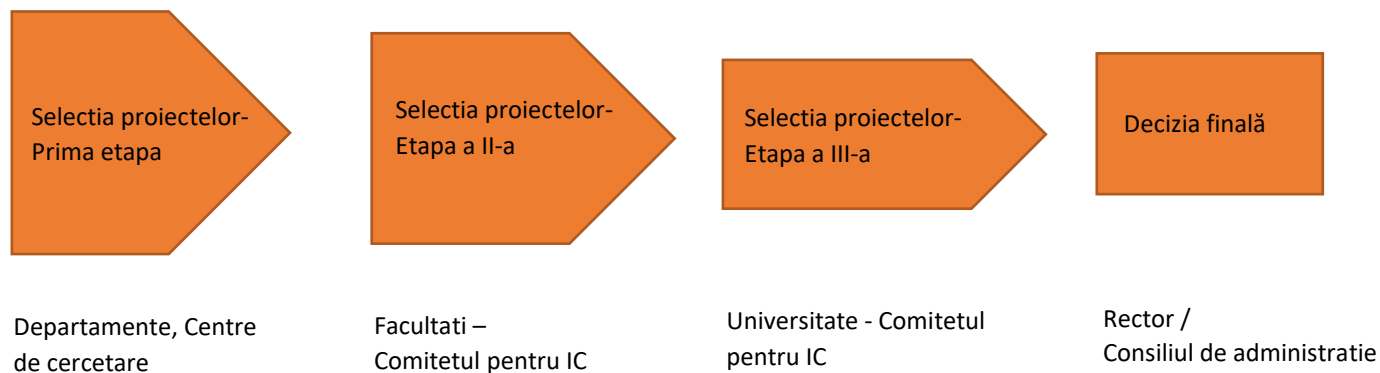 Selectia proiectelor-
Prima etapa
Selectia proiectelor-
Etapa a II-a
Selectia proiectelor-
Etapa a III-a
Decizia finală
Departamente, Centre
de cercetare
Facultati –
Comitetul pentru IC
Universitate - Comitetul
pentru IC
Rector /
Consiliul de administratie